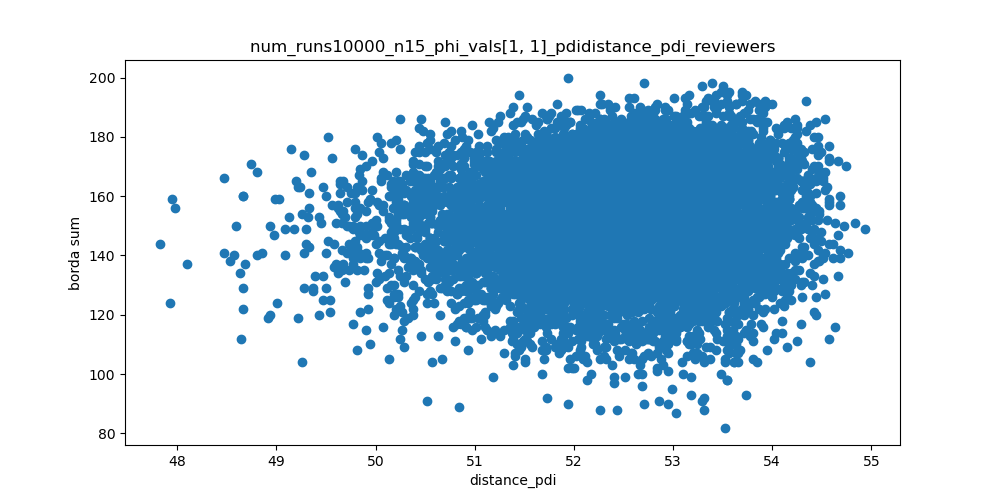 num_runs10000_n15_phi_vals[1, 1]_pdidistance_pdi_reviewers
200
180
160
140
120
100
80
borda sum
48 49 50 51 52 53 54 55
distance_pdi